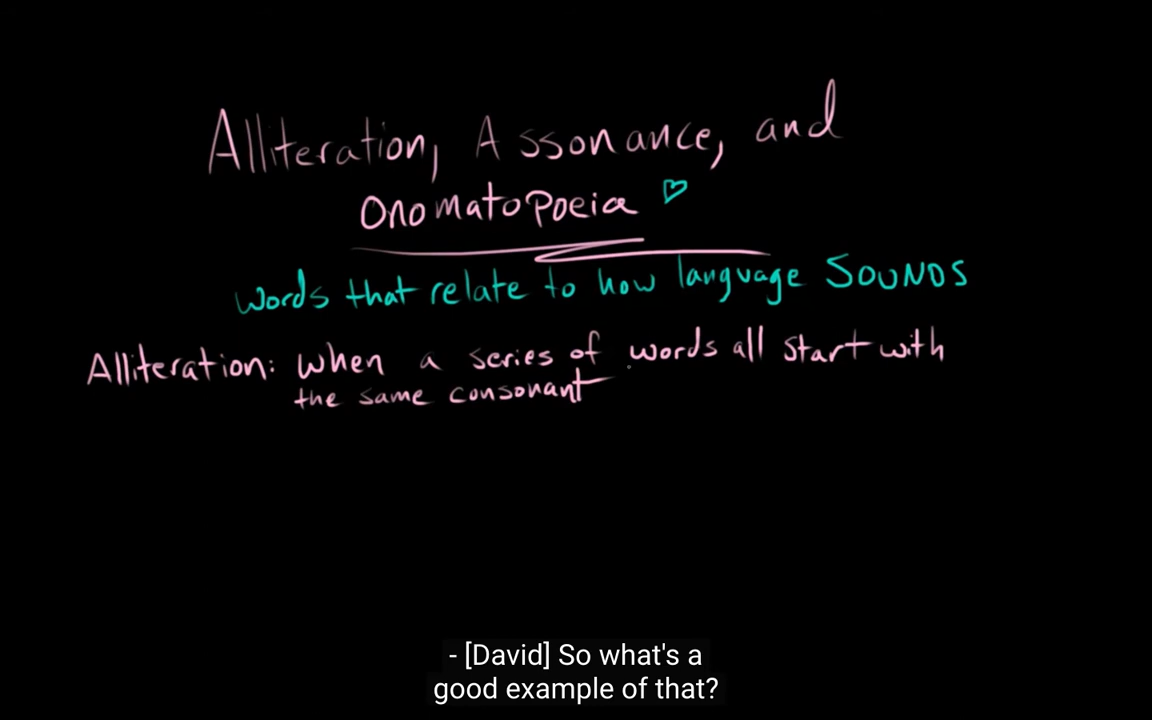 Alliteration, Assonance, and
Onomatopoeia
words that relate to how language SOUNDS
Alliteration: when a series of words all start with
the same consonant
- [David] So what's a
good example of that?